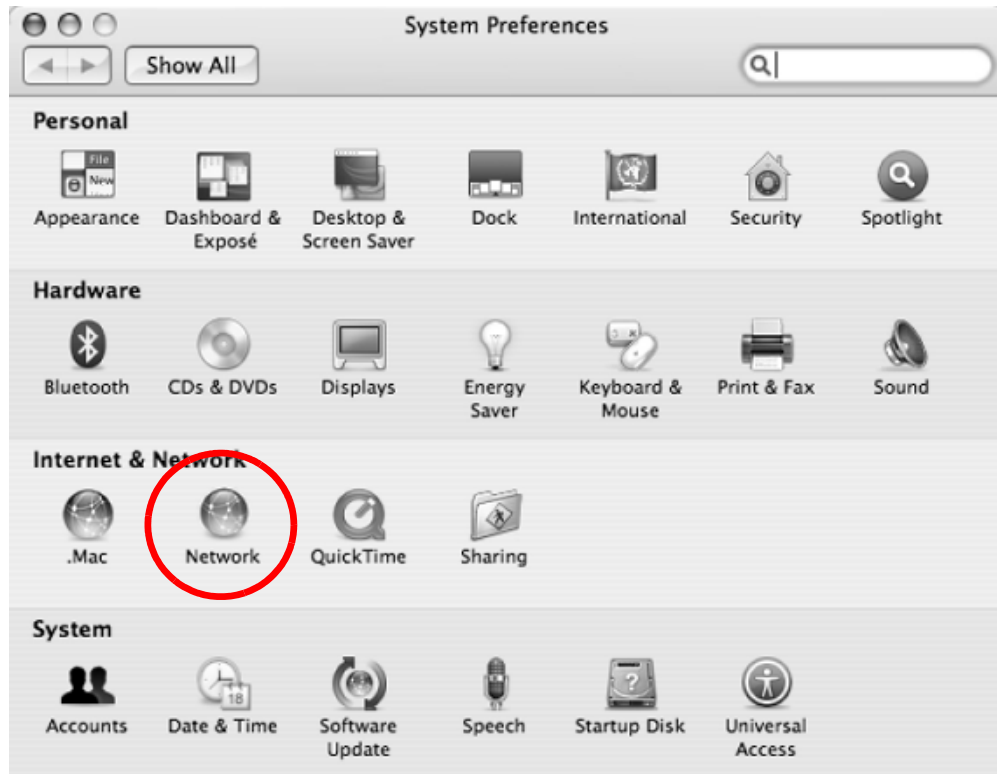 System Preferences
Show All
Personal
File
New
Appearance
Dashboard &
Exposé
Desktop &
Screen Saver
Dock
International
Security
Spotlight
Hardware
Bluetooth
CDs & DVDs
Displays
Energy
Saver
Keyboard &
Mouse
Print & Fax
Sound
Internet & Network
.Mac
Network
QuickTime
Sharing
System
18
?
Accounts
Date & Time
Software
Update
Speech
Startup Disk
Universal
Access